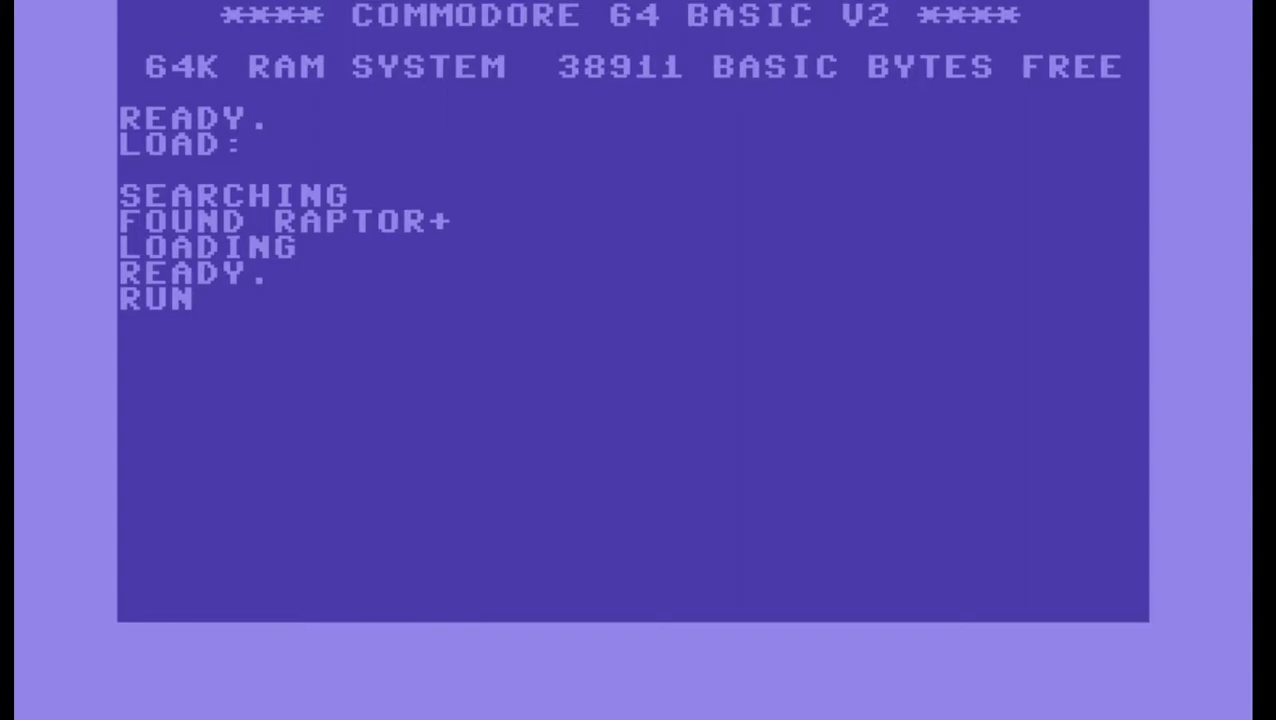 **** COMMODORE 64 BASIC V2 ****
64K RAM SYSTEM  38911 BASIC BYTES FREE
READY.
LOAD:
SEARCHING
FOUND RAPTOR+
LOADING
READY.
RUN